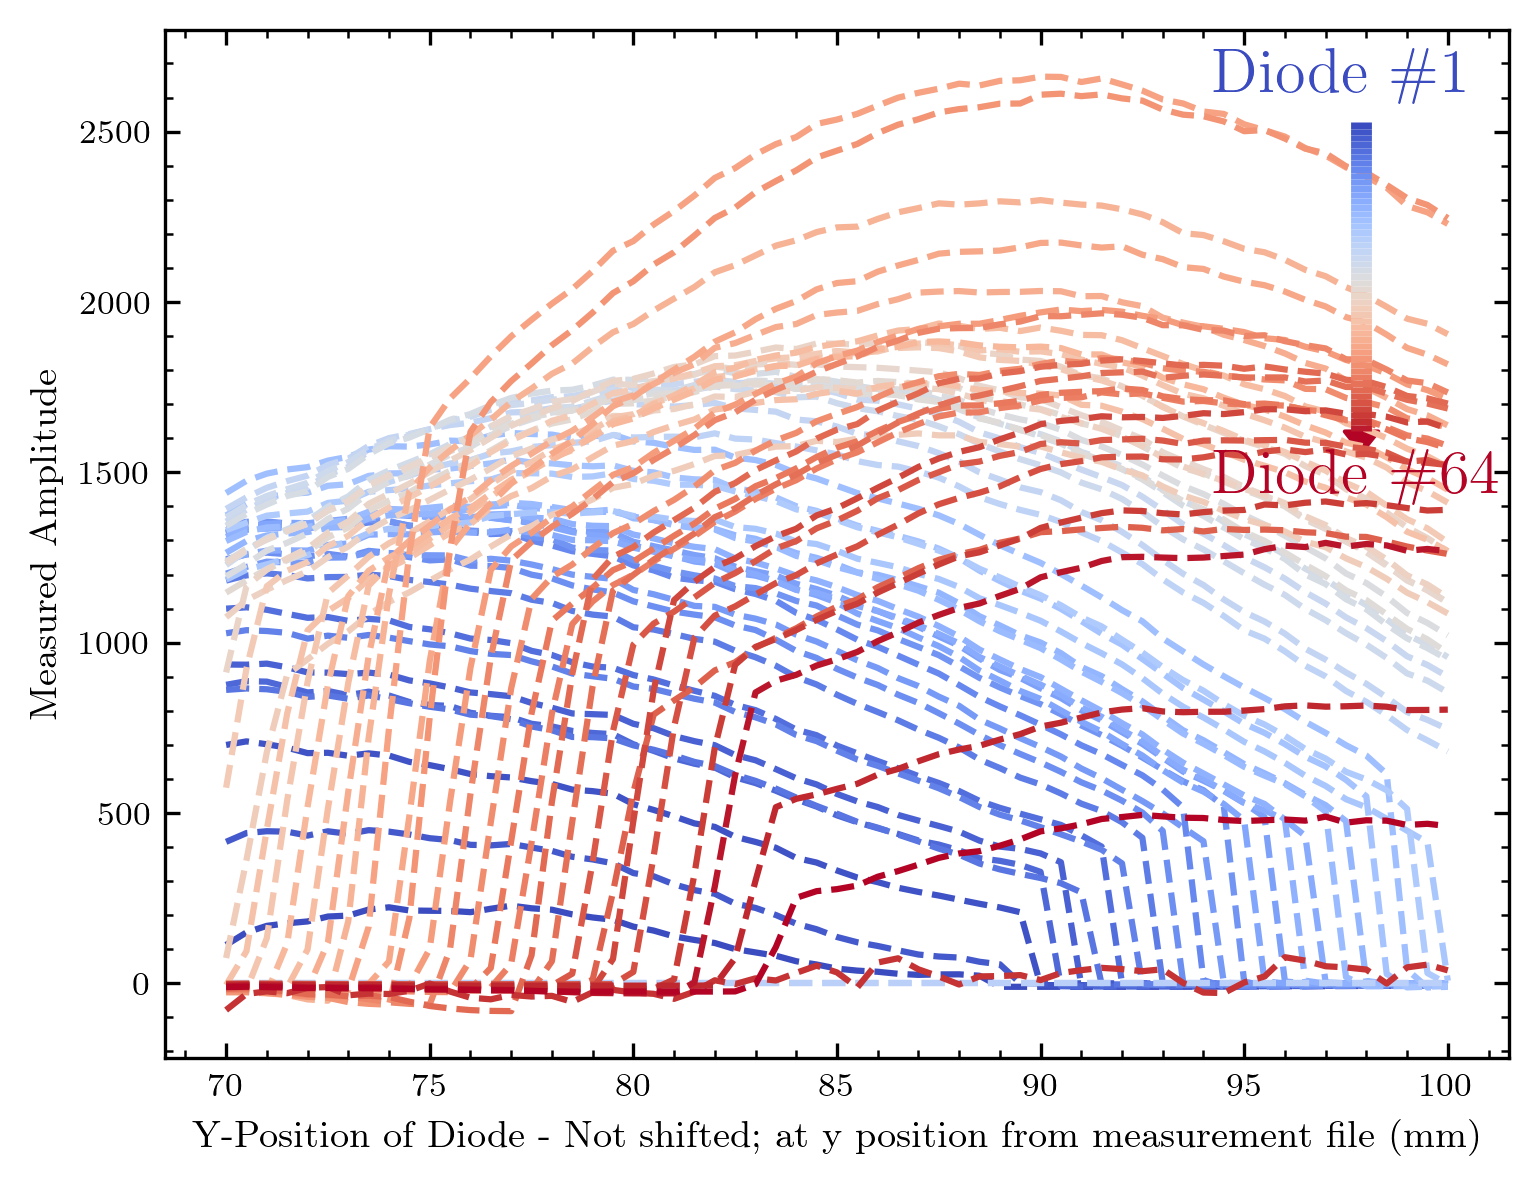 Diode #1
Diode #64
2500
2000
1500
1000
500
0
70 75 80 85 90 95 100
Measured Amplitude
Y-Position of Diode - Not shifted; at y position from measurement file (mm)